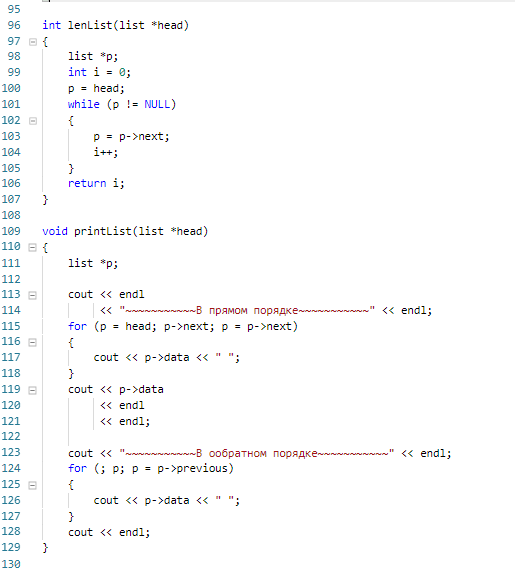 95
96 int lenList(list *head)
97 {
98 list *p;
99 int i = 0;
100 p = head;
101 while (p != NULL)
102 {
103 p = p->next;
104 i++;
105 }
106 return i;
107 }
108
109 void printList(list *head)
110 {
111 list *p;
112
113 cout << endl
114 << "~~~~~~~~~~~В прямом порядке~~~~~~~~~~~" << endl;
115 for (p = head; p->next; p = p->next)
116 {
117 cout << p->data << " ";
118 }
119 cout << p->data
120 << endl
121 << endl;
122
123 cout << "~~~~~~~~~~~В ообратном порядке~~~~~~~~~~~" << endl;
124 for (; p; p = p->previous)
125 {
126 cout << p->data << " ";
127 }
128 cout << endl;
129 }
130